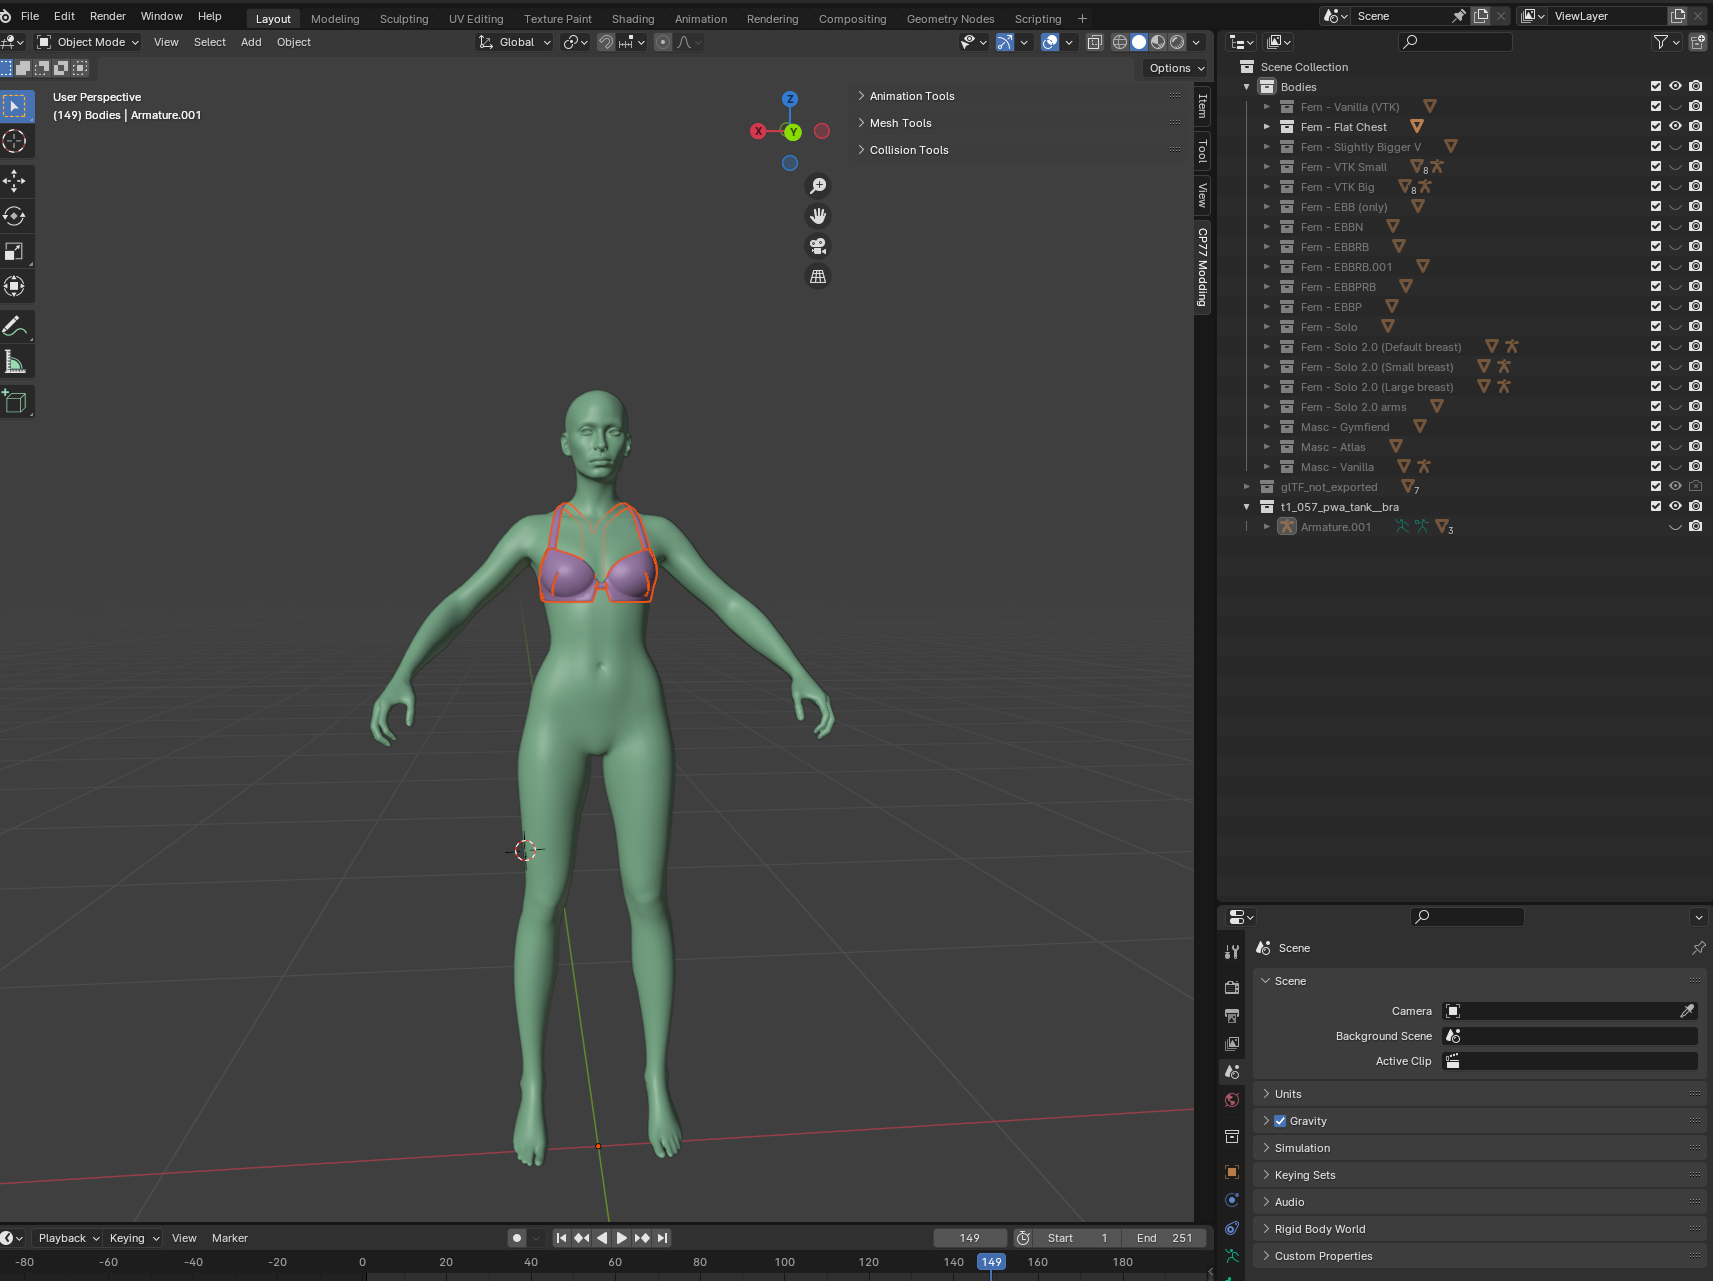 File Edit Render Window Help Layout Modeling Sculpting UV Editing Texture Paint Shading Animation Rendering Compositing Geometry Nodes Scripting + Scene ViewLayer
Object Mode View Select Add Object Global
Options
User Perspective
(149) Bodies | Armature.001
Z
X
Y
Animation Tools
Mesh Tools
Collision Tools
Item
Tool
View
CP77 Modding
Scene Collection
Bodies
Fem - Vanilla (VTK)
Fem - Flat Chest
Fem - Slightly Bigger V
Fem - VTK Small 8
Fem - VTK Big 8
Fem - EBB (only)
Fem - EBBN
Fem - EBBRB
Fem - EBBRB.001
Fem - EBBPRB
Fem - EBBP
Fem - Solo
Fem - Solo 2.0 (Default breast)
Fem - Solo 2.0 (Small breast)
Fem - Solo 2.0 (Large breast)
Fem - Solo 2.0 arms
Masc - Gymfiend
Masc - Atlas
Masc - Vanilla
glTF_not_exported 7
t1_057_pwa_tank__bra
Armature.001 3
Scene
Scene
Camera
Background Scene
Active Clip
Units
Gravity
Simulation
Keying Sets
Audio
Rigid Body World
Custom Properties
Playback Keying View Marker 149 Start 1 End 251
-80 -60 -40 -20 0 20 40 60 80 100 120 140 149 160 180